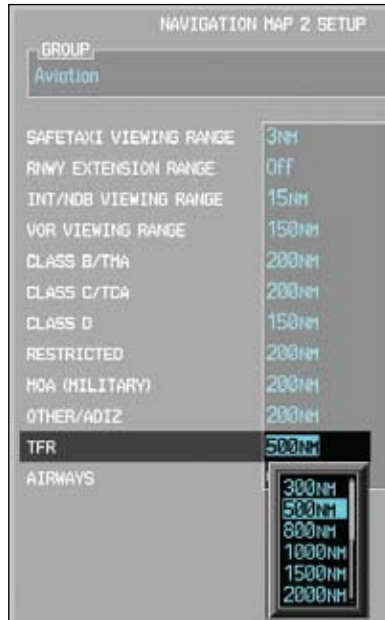 NAVIGATION MAP 2 SETUP
GROUP
Aviation
SAFETAXI VIEWING RANGE 3NM
RNWY EXTENSION RANGE Off
INT/NDB VIEWING RANGE 15NM
VOR VIEWING RANGE 150NM
CLASS B/TMA 200NM
CLASS C/TCA 200NM
CLASS D 150NM
RESTRICTED 200NM
MOA (MILITARY) 200NM
OTHER/ADIZ 200NM
TFR 500NM
AIRWAYS
300NM
500NM
800NM
1000NM
1500NM
2000NM